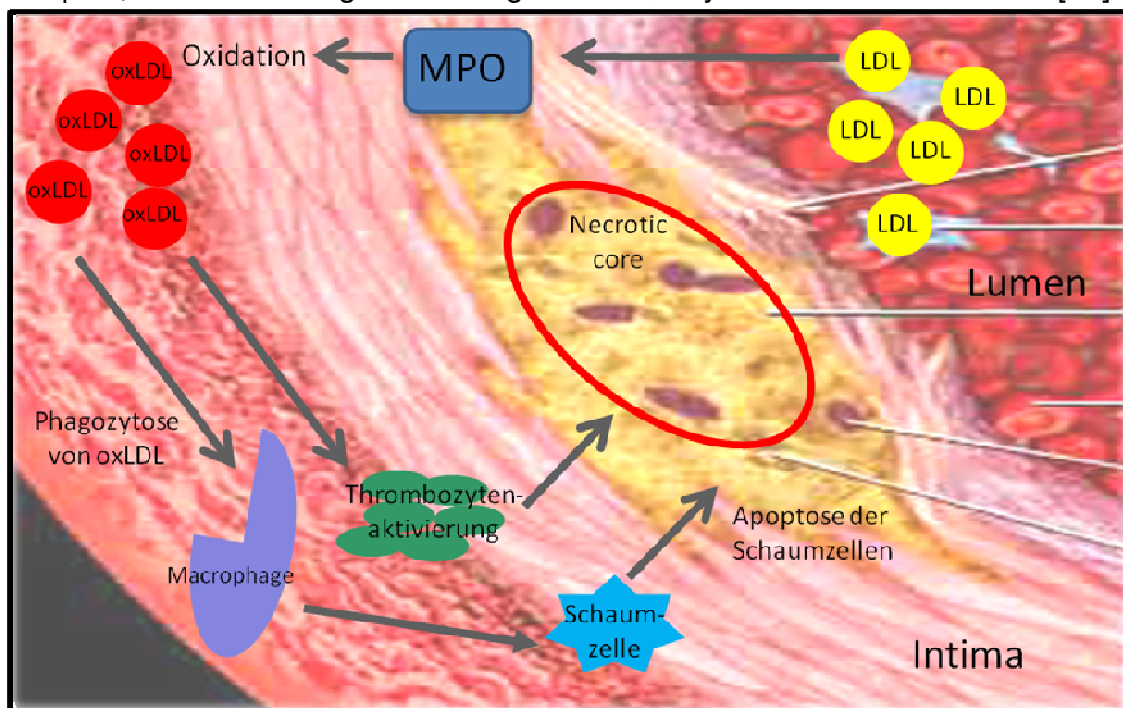 Oxidation
MPO
LDL
LDL
LDL
LDL
LDL
oxLDL
oxLDL
oxLDL
oxLDL
oxLDL
Necrotic
core
Lumen
Phagozytose
von oxLDL
Thrombozyten-
aktivierung
Macrophage
Apoptose der
Schaumzellen
Schaum-
zelle
Intima